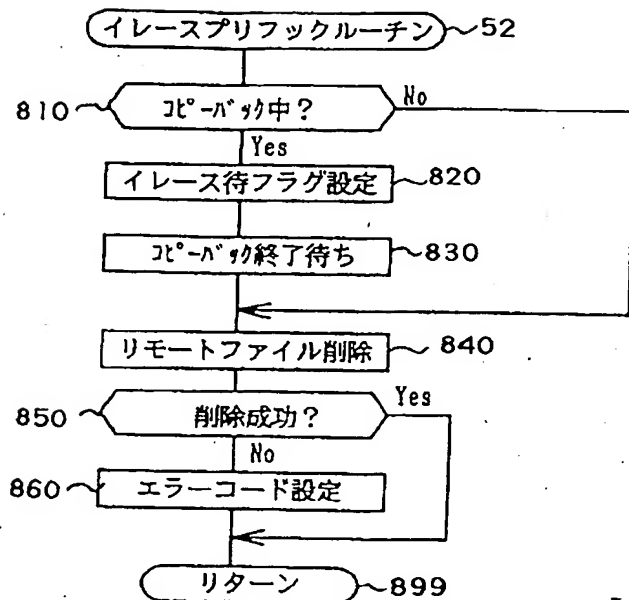 イレースプリフックルーチン 52
810 コピーバック中? No
Yes
イレース待フラグ設定 820
コピーバック終了待ち 830
リモートファイル削除 840
850 削除成功? Yes
No
860 エラーコード設定
リターン 899